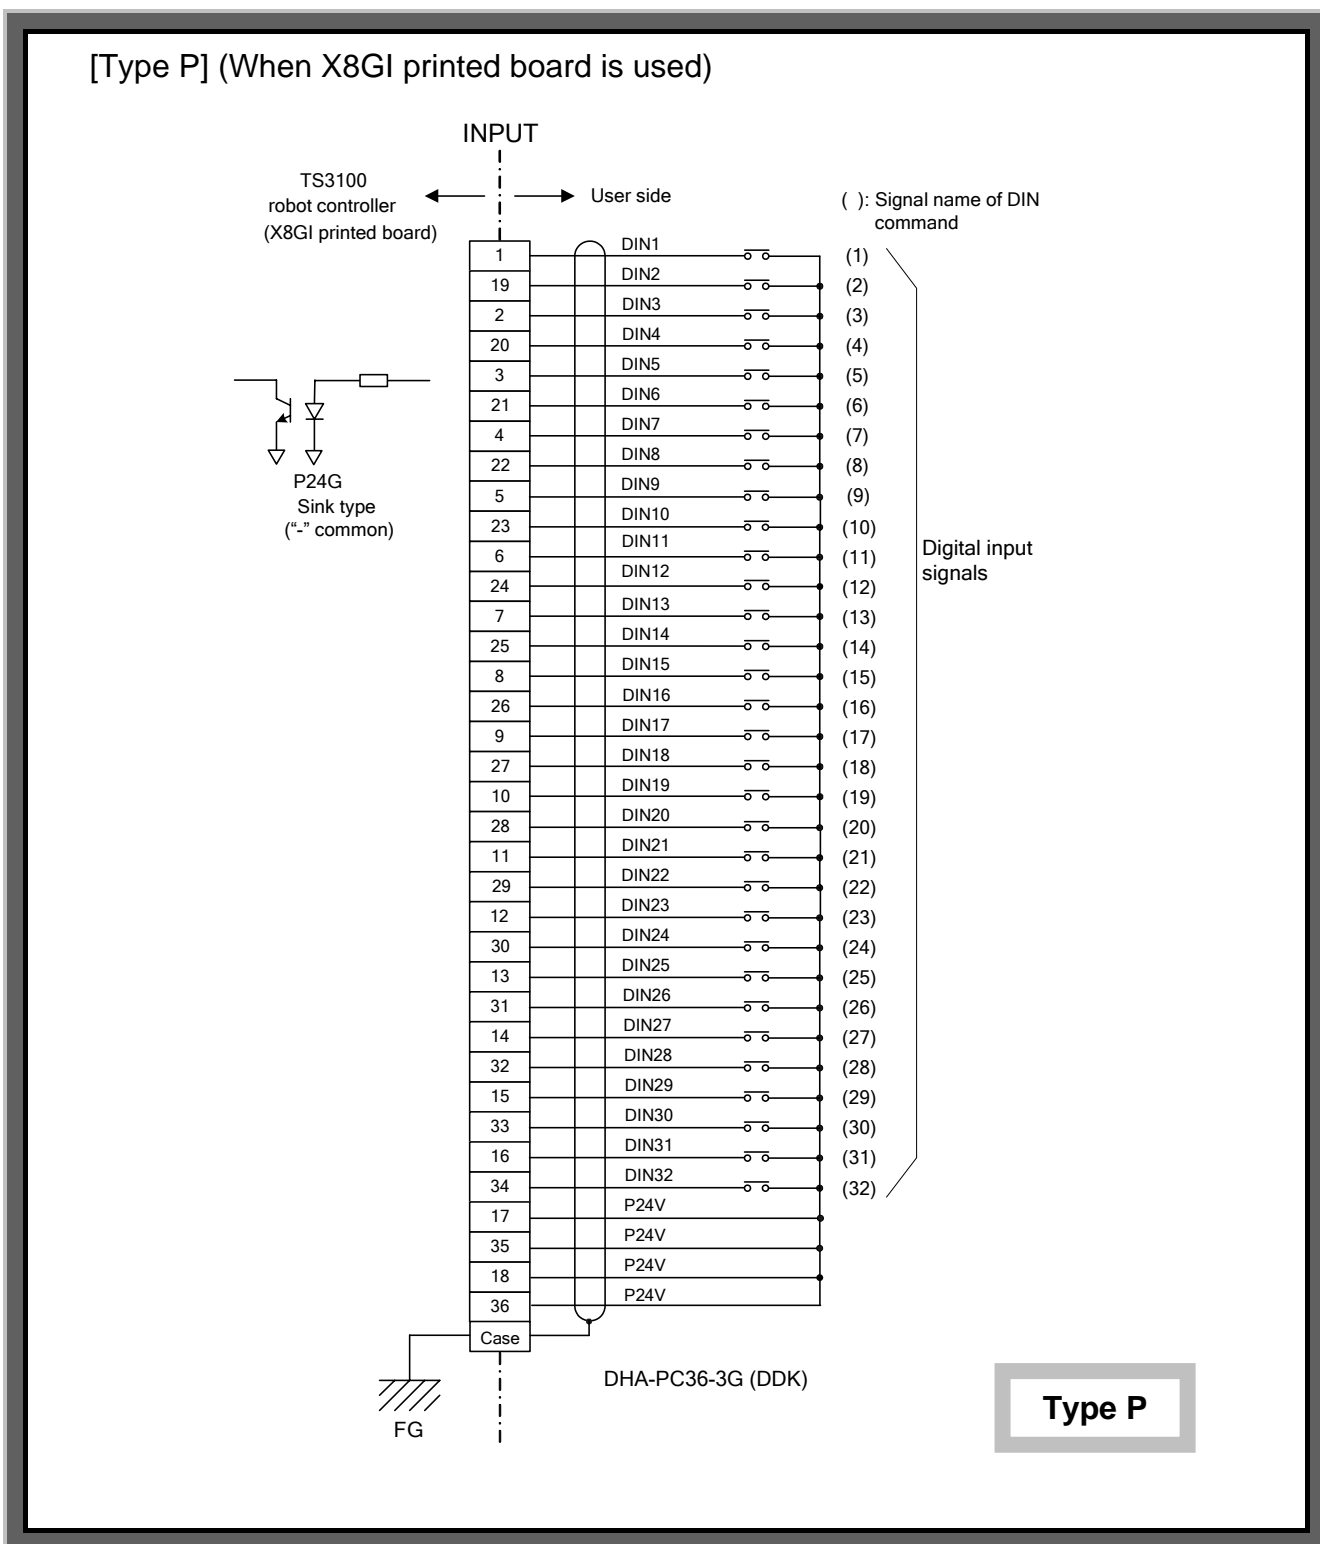 [Type P] (When X8GI printed board is used)
INPUT
TS3100
robot controller
(X8GI printed board)
User side
( ): Signal name of DIN
command
1 DIN1 (1)
19 DIN2 (2)
2 DIN3 (3)
20 DIN4 (4)
3 DIN5 (5)
21 DIN6 (6)
4 DIN7 (7)
22 DIN8 (8)
5 DIN9 (9)
23 DIN10 (10)
6 DIN11 (11)
24 DIN12 (12)
7 DIN13 (13)
25 DIN14 (14)
8 DIN15 (15)
26 DIN16 (16)
9 DIN17 (17)
27 DIN18 (18)
10 DIN19 (19)
28 DIN20 (20)
11 DIN21 (21)
29 DIN22 (22)
12 DIN23 (23)
30 DIN24 (24)
13 DIN25 (25)
31 DIN26 (26)
14 DIN27 (27)
32 DIN28 (28)
15 DIN29 (29)
33 DIN30 (30)
16 DIN31 (31)
34 DIN32 (32)
17 P24V
35 P24V
18 P24V
36 P24V
Case
P24G
Sink type
(“-” common)
Digital input
signals
FG
DHA-PC36-3G (DDK)
Type P